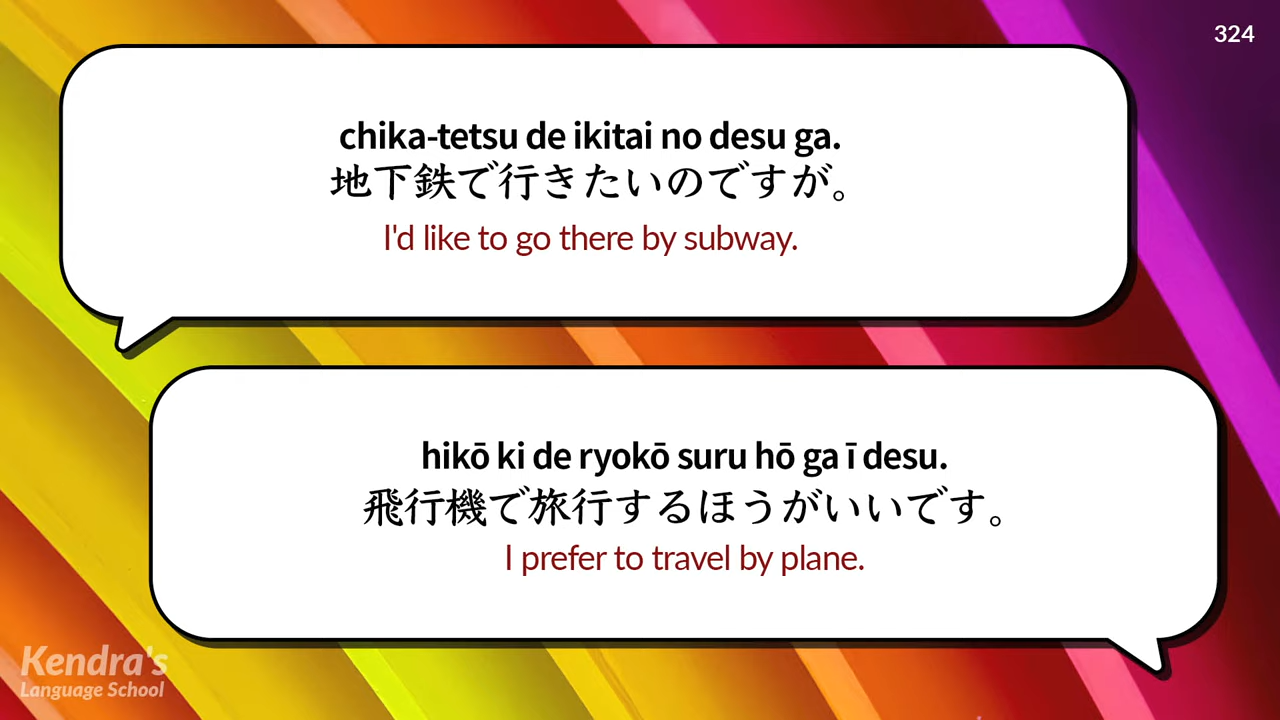 324
chika-tetsu de ikitai no desu ga.
地下鉄で行きたいのですが。
I'd like to go there by subway.
hikō ki de ryokō suru hō ga ī desu.
飛行機で旅行するほうがいいです。
I prefer to travel by plane.
Kendra's
Language School